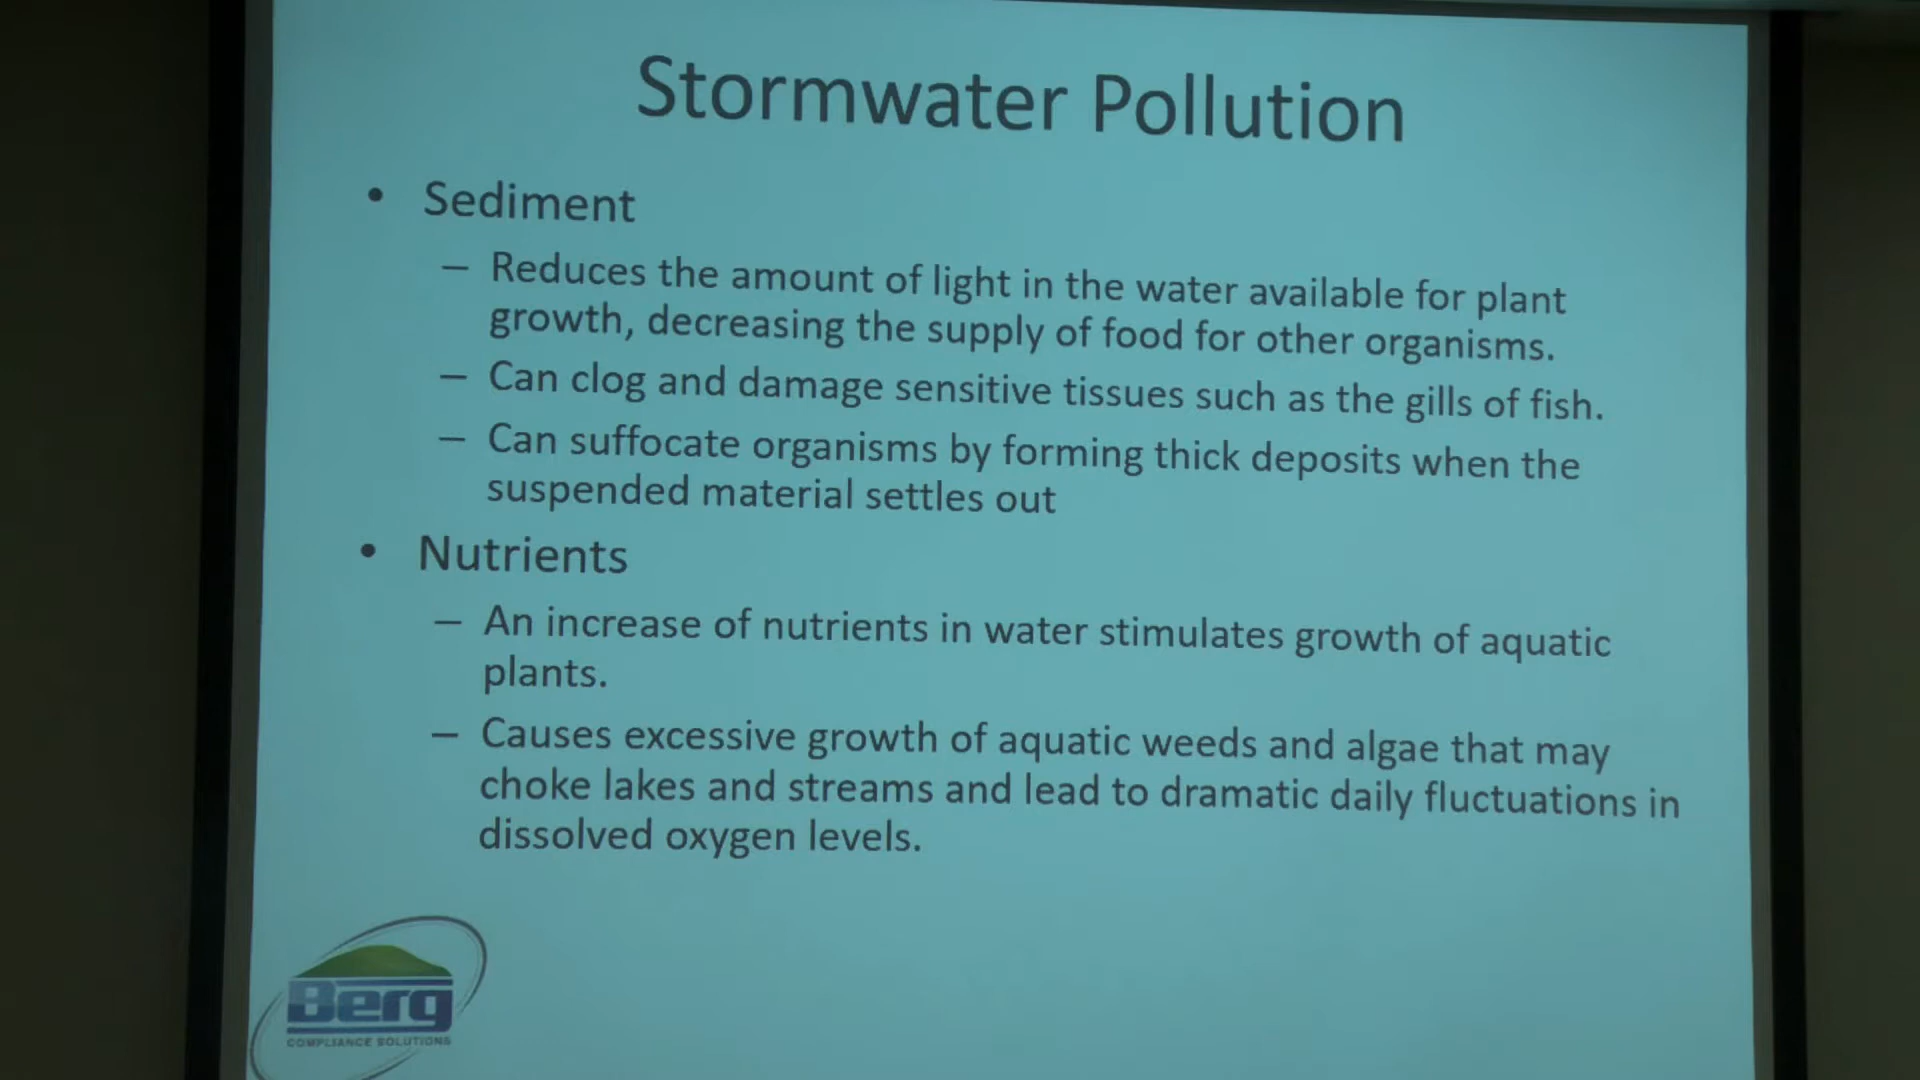 Stormwater Pollution
• Sediment
– Reduces the amount of light in the water available for plant
growth, decreasing the supply of food for other organisms.
– Can clog and damage sensitive tissues such as the gills of fish.
– Can suffocate organisms by forming thick deposits when the
suspended material settles out
• Nutrients
– An increase of nutrients in water stimulates growth of aquatic
plants.
– Causes excessive growth of aquatic weeds and algae that may
choke lakes and streams and lead to dramatic daily fluctuations in
dissolved oxygen levels.
Berg
COMPLIANCE SOLUTIONS